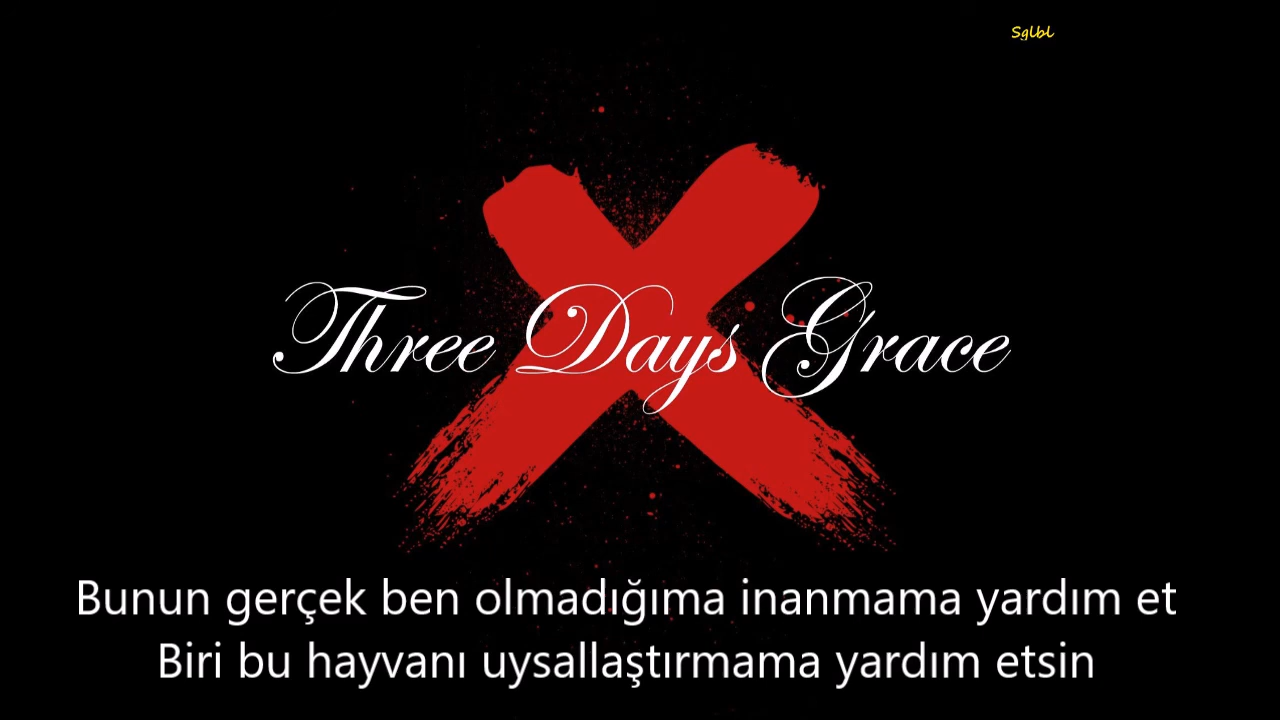 Sglbl
Three Days Grace
Bunun gerçek ben olmadığıma inanmama yardım et
Biri bu hayvanı uysallaştırmama yardım etsin